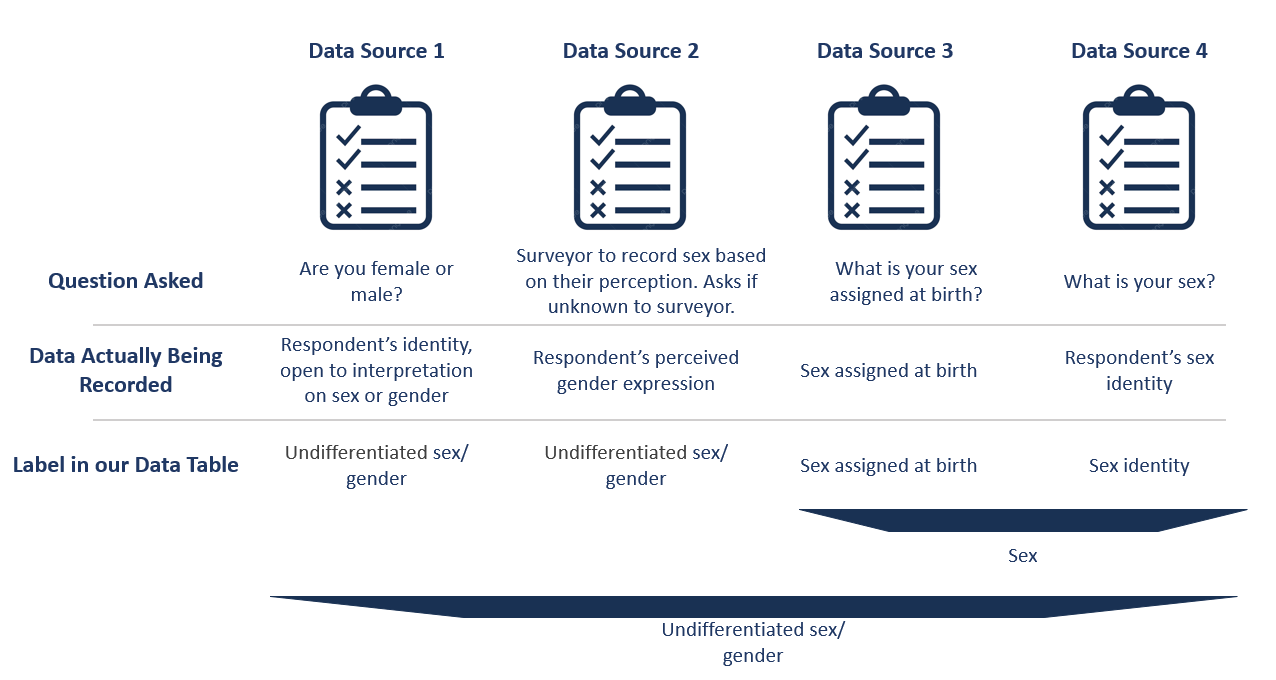 Data Source 1
Data Source 2
Data Source 3
Data Source 4
Question Asked
Are you female or
male?
Surveyor to record sex based
on their perception. Asks if
unknown to surveyor.
What is your sex
assigned at birth?
What is your sex?
Data Actually Being
Recorded
Respondent’s identity,
open to interpretation
on sex or gender
Respondent’s perceived
gender expression
Sex assigned at birth
Respondent’s sex
identity
Label in our Data Table
Undifferentiated sex/
gender
Undifferentiated sex/
gender
Sex assigned at birth
Sex identity
Sex
Undifferentiated sex/
gender